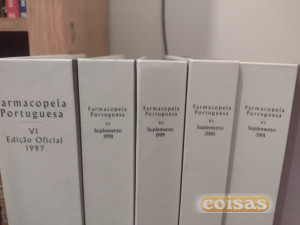 Farmacopeia
Portuguesa
VI
Edição Oficial
1997
Farmacopeia
Portuguesa
VI
Suplemento
1998
Farmacopeia
Portuguesa
VI
Suplemento
1999
Farmacopeia
Portuguesa
VI
Suplemento
2000
Farmacopeia
Portuguesa
VI
Suplemento
2001
coisas